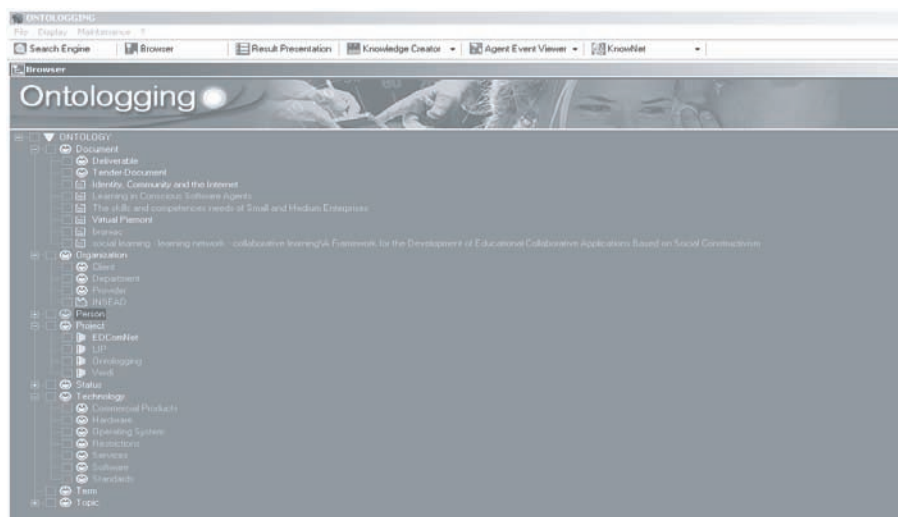 ONTOLOGGING
File Display Maintenance ?
Search Engine Browser Result Presentation Knowledge Creator Agent Event Viewer KnowNet
Browser
Ontologging
ONTOLOGY
Document
Deliverable
Tender-Document
Identity, Community and the Internet
Learning in Conscious Software Agents
The skills and competences needs of Small and Medium Enterprises
Virtual Piemont
social learning - learning network - collaborative learning\A Framework for the Development of Educational Collaborative Applications Based on Social Constructivism
Organization
Client
Department
Provider
INSEAD
Person
Project
EDComNet
LIP
Ontologging
Vwdi
Status
Technology
Commercial Products
Hardware
Operating System
Restrictions
Services
Software
Standards
Term
Topic